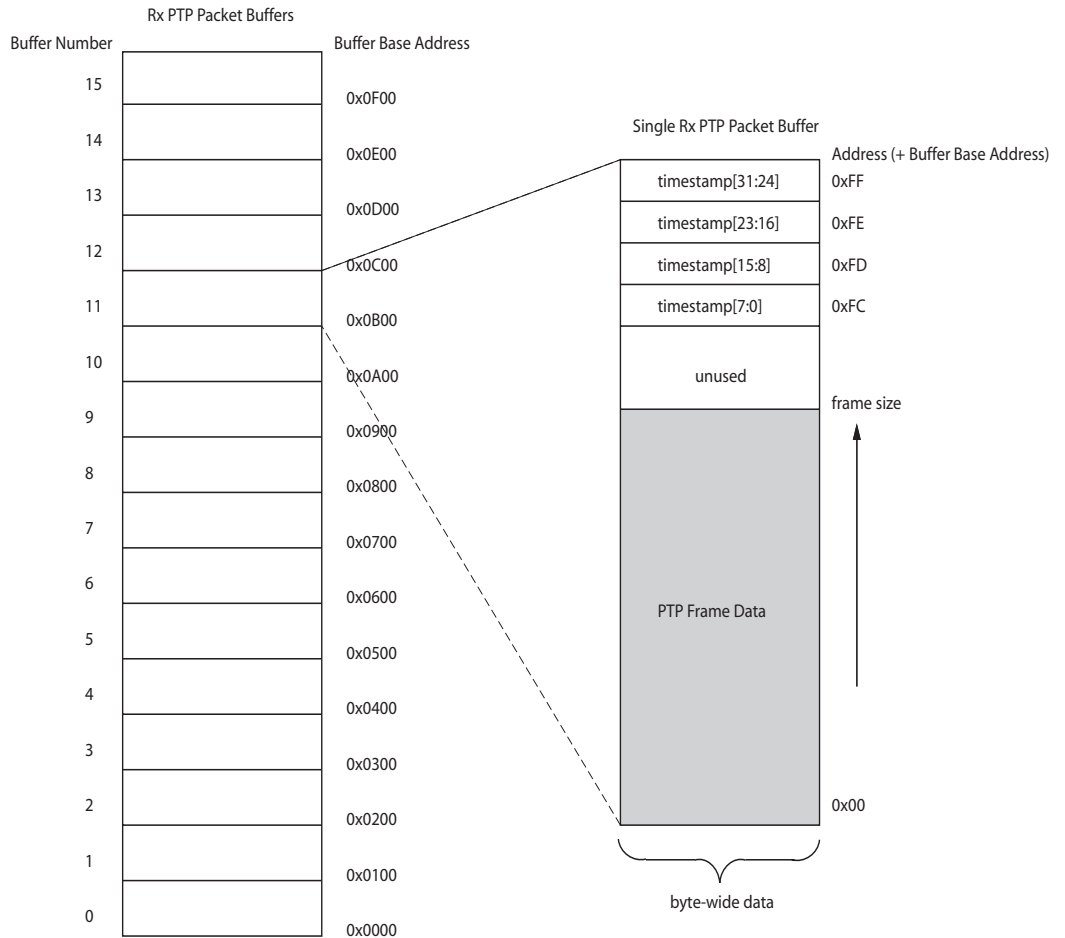 Rx PTP Packet Buffers
Buffer Number
Buffer Base Address
15
0x0F00
14
0x0E00
13
0x0D00
12
0x0C00
11
0x0B00
10
0x0A00
9
0x0900
8
0x0800
7
0x0700
6
0x0600
5
0x0500
4
0x0400
3
0x0300
2
0x0200
1
0x0100
0
0x0000
Single Rx PTP Packet Buffer
Address (+ Buffer Base Address)
timestamp[31:24]
0xFF
timestamp[23:16]
0xFE
timestamp[15:8]
0xFD
timestamp[7:0]
0xFC
unused
frame size
PTP Frame Data
0x00
byte-wide data